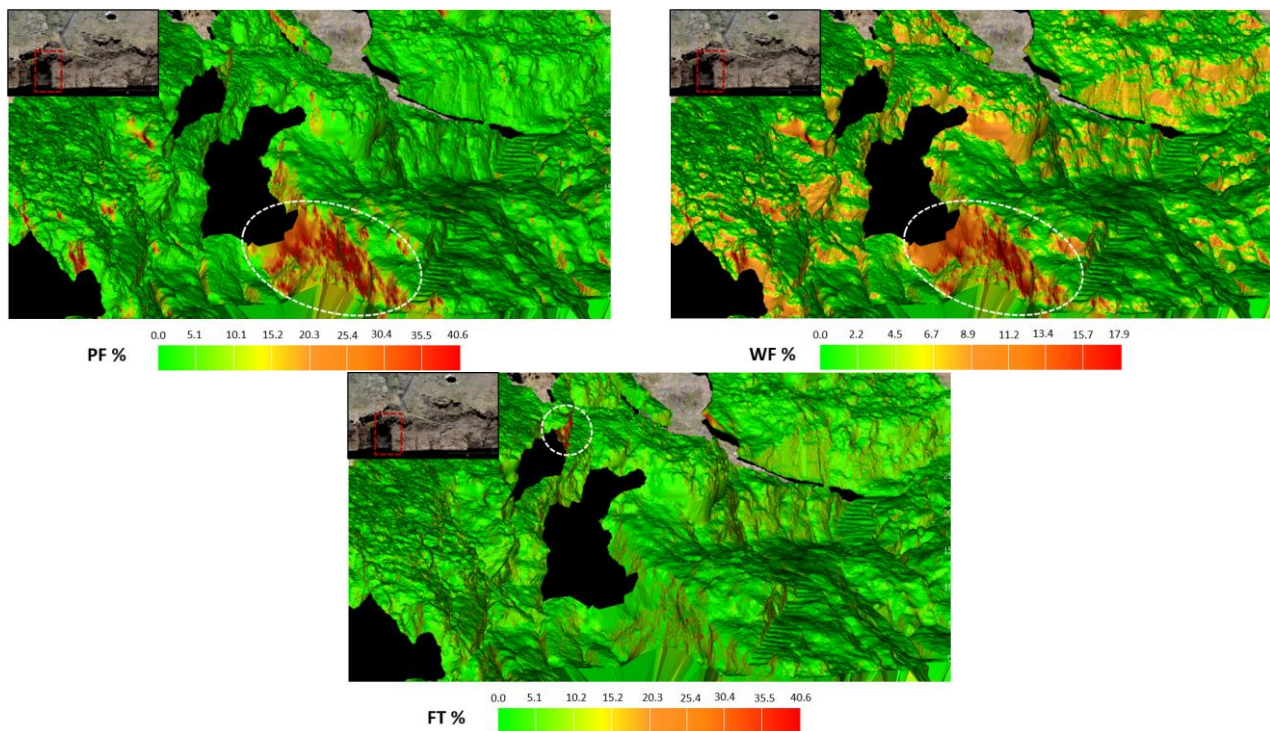 0.0 5.1 10.1 15.2 20.3 25.4 30.4 35.5 40.6
PF %
0.0 2.2 4.5 6.7 8.9 11.2 13.4 15.7 17.9
WF %
0.0 5.1 10.2 15.2 20.3 25.4 30.4 35.5 40.6
FT %